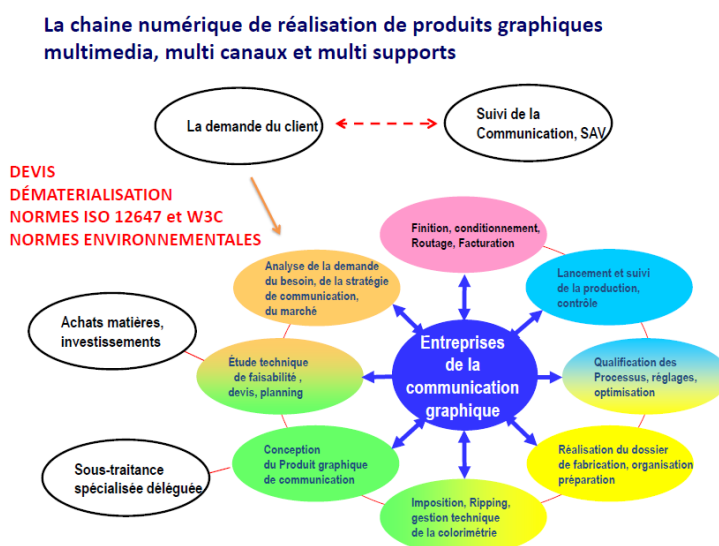 La chaine numérique de réalisation de produits graphiques
multimedia, multi canaux et multi supports
La demande du client
Suivi de la
Communication, SAV
DEVIS
DÉMATERIALISATION
NORMES ISO 12647 et W3C
NORMES ENVIRONNEMENTALES
Finition, conditionnement,
Routage, Facturation
Analyse de la demande
du besoin, de la stratégie
de communication,
du marchè
Lancement et suivi
de la production,
contrôle
Achats matières,
investissements
Entreprises
de la
communication
graphique
Étude technique
de faisabilité ,
devis, planning
Qualification des
Processus, réglages,
optimisation
Conception
du Produit graphique
de communication
Réalisation du dossier
de fabrication, organisation
préparation
Sous-traitance
spécialisée déléguée
Imposition, Ripping,
gestion technique
de la colorimétrie